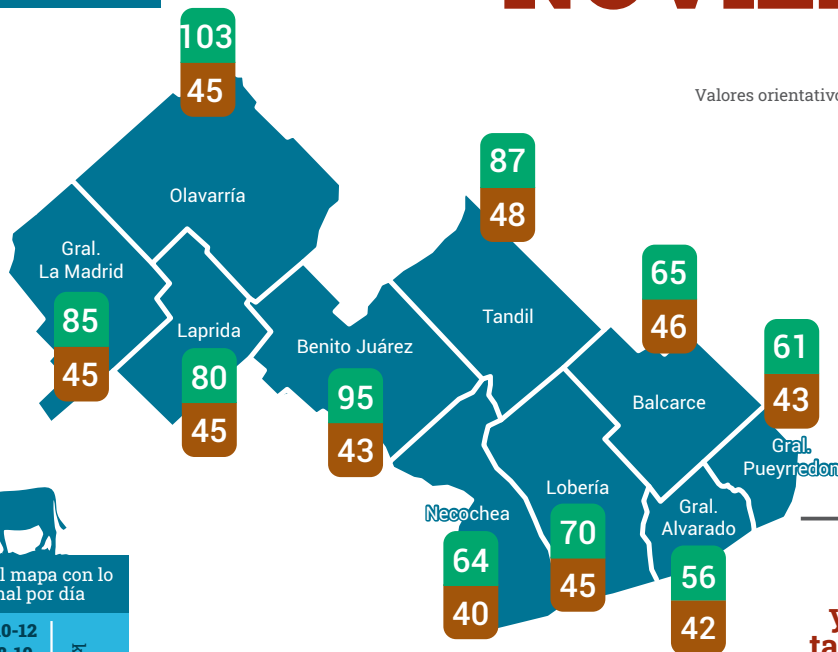 103
45
Valores orientativo
87
48
Olavarría
Gral.
La Madrid
65
46
85
45
Laprida
Tandil
Benito Juárez
61
43
80
45
95
43
Balcarce
Gral.
Pueyrredon
Necochea
Lobería
Gral.
Alvarado
64
40
70
45
56
42
l mapa con lo
nal por día
0-12